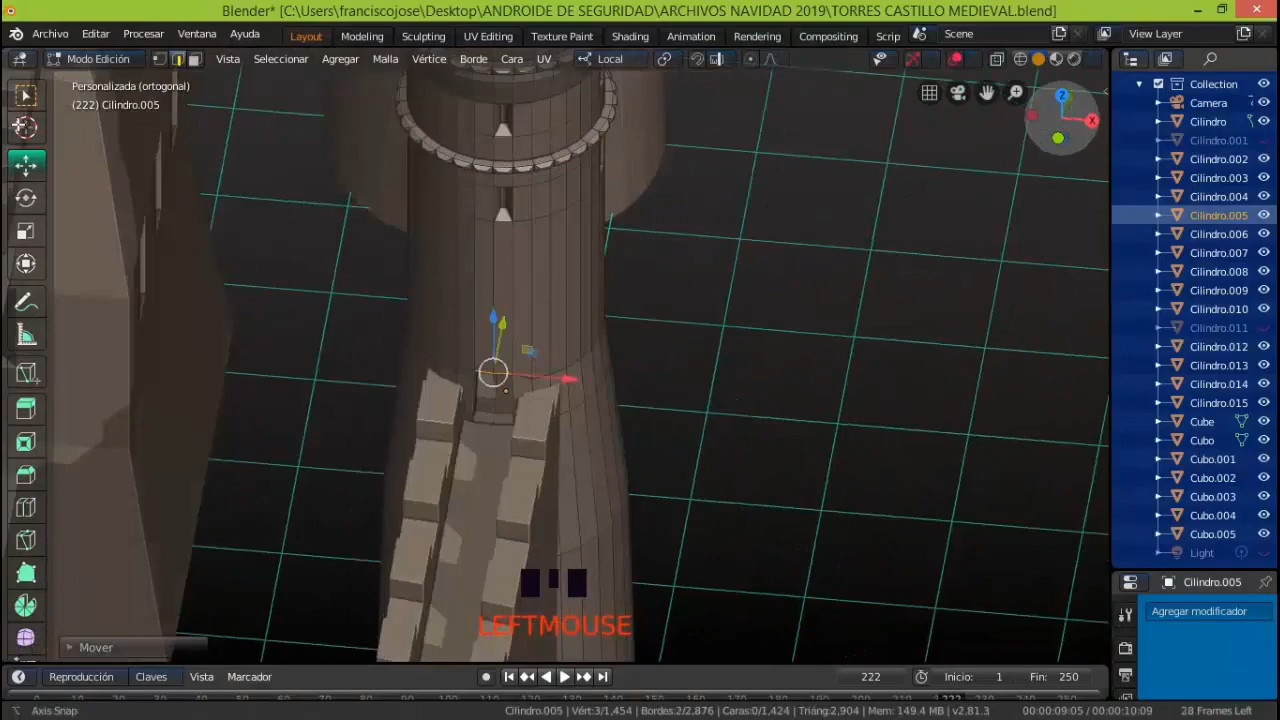 Blender* [C:\Users\franciscojose\Desktop\ANDROIDE DE SEGURIDAD\ARCHIVOS NAVIDAD 2019\TORRES CASTILLO MEDIEVAL.blend]
Archivo Editar Procesar Ventana Ayuda Layout Modeling Sculpting UV Editing Texture Paint Shading Animation Rendering Compositing Scrip Scene View Layer
Modo Edición Vista Seleccionar Agregar Malla Vértice Borde Cara UV Local
Personalizada (ortogonal)
(222) Cilindro.005
Z
X
Collection
Camera
Cilindro
Cilindro.001
Cilindro.002
Cilindro.003
Cilindro.004
Cilindro.005
Cilindro.006
Cilindro.007
Cilindro.008
Cilindro.009
Cilindro.010
Cilindro.011
Cilindro.012
Cilindro.013
Cilindro.014
Cilindro.015
Cube
Cubo
Cubo.001
Cubo.002
Cubo.003
Cubo.004
Cubo.005
Light
Cilindro.005
Agregar modificador
LEFTMOUSE
Mover
Reproducción Claves Vista Marcador 222 Inicio: 1 Fin: 250
Axis Snap Cilindro.005 | Vért:3/1,454 | Bordes:2/2,876 | Caras:0/1,424 | Triáng:2,904 | Mem: 149.4 MB | v2.81.3 00:00:09:05 / 00:00:10:09 28 Frames Left